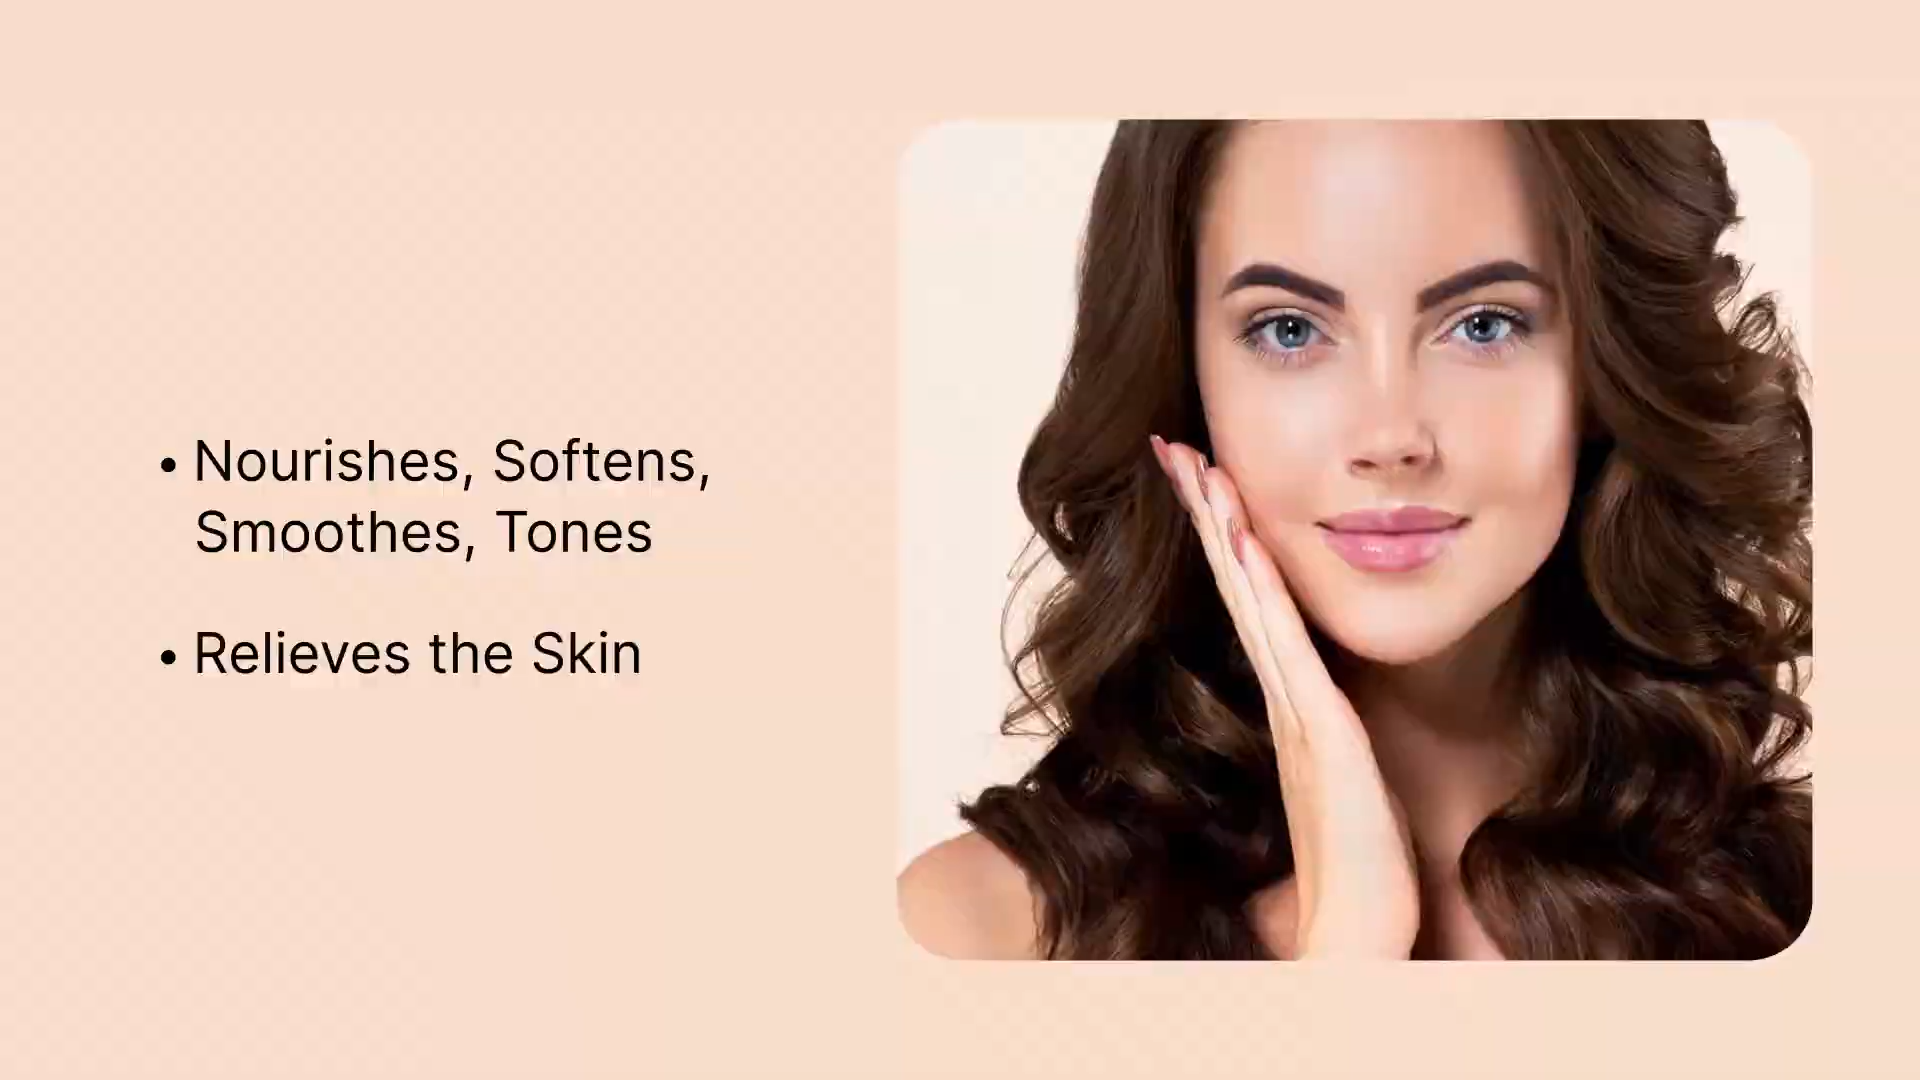 • Nourishes, Softens,
Smoothes, Tones
• Relieves the Skin